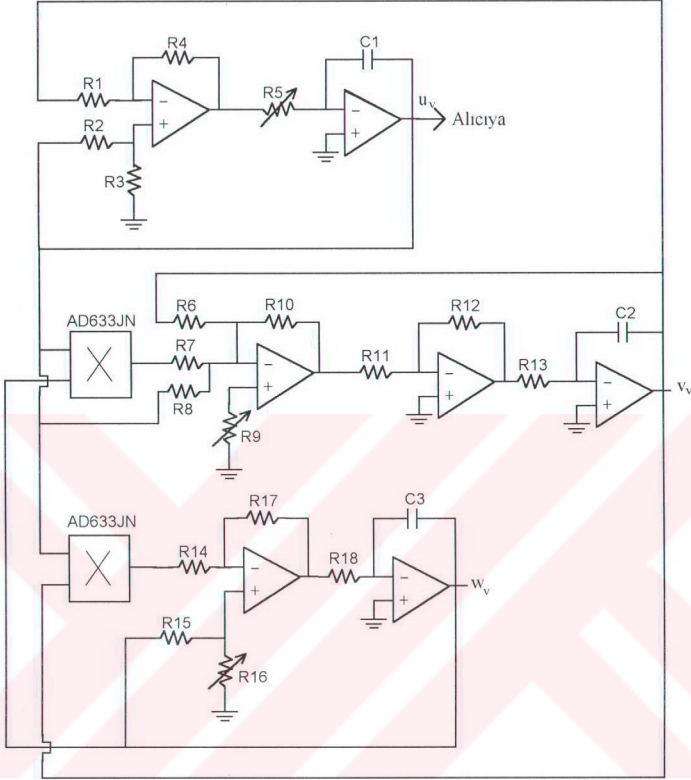 R4
C1
R1
R5
u_v
Alıcıya
R2
R3
R6
R10
R12
C2
AD633JN
R7
R11
R13
v_v
R8
R9
R17
C3
AD633JN
R14
R18
w_v
R15
R16